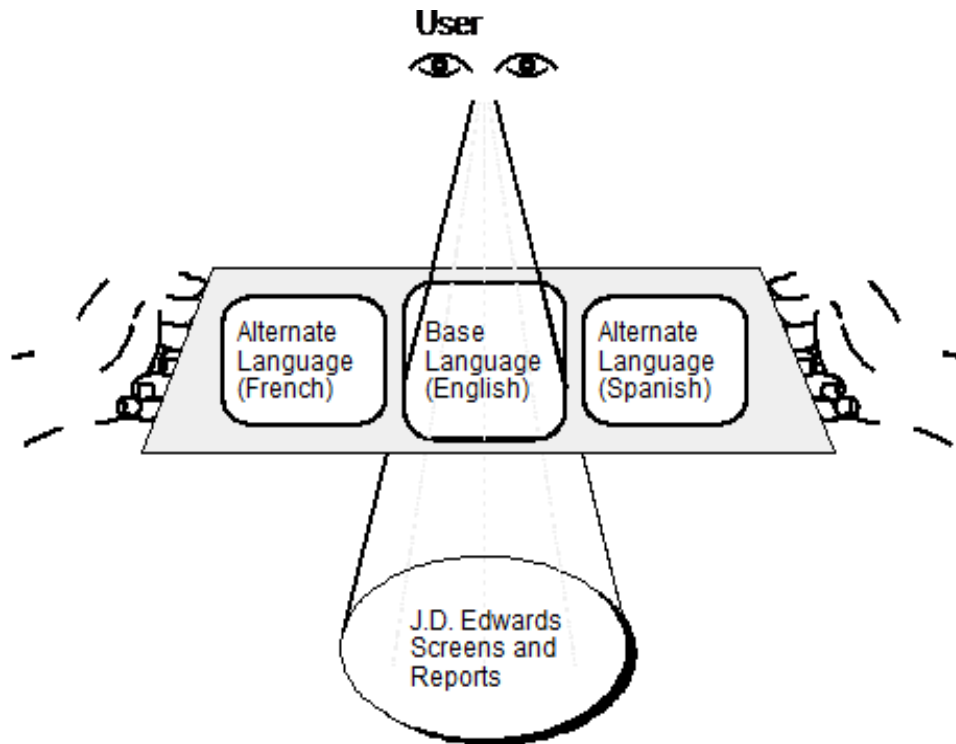 User
Alternate
Language
(French)
Base
Language
(English)
Alternate
Language
(Spanish)
J.D. Edwards
Screens and
Reports